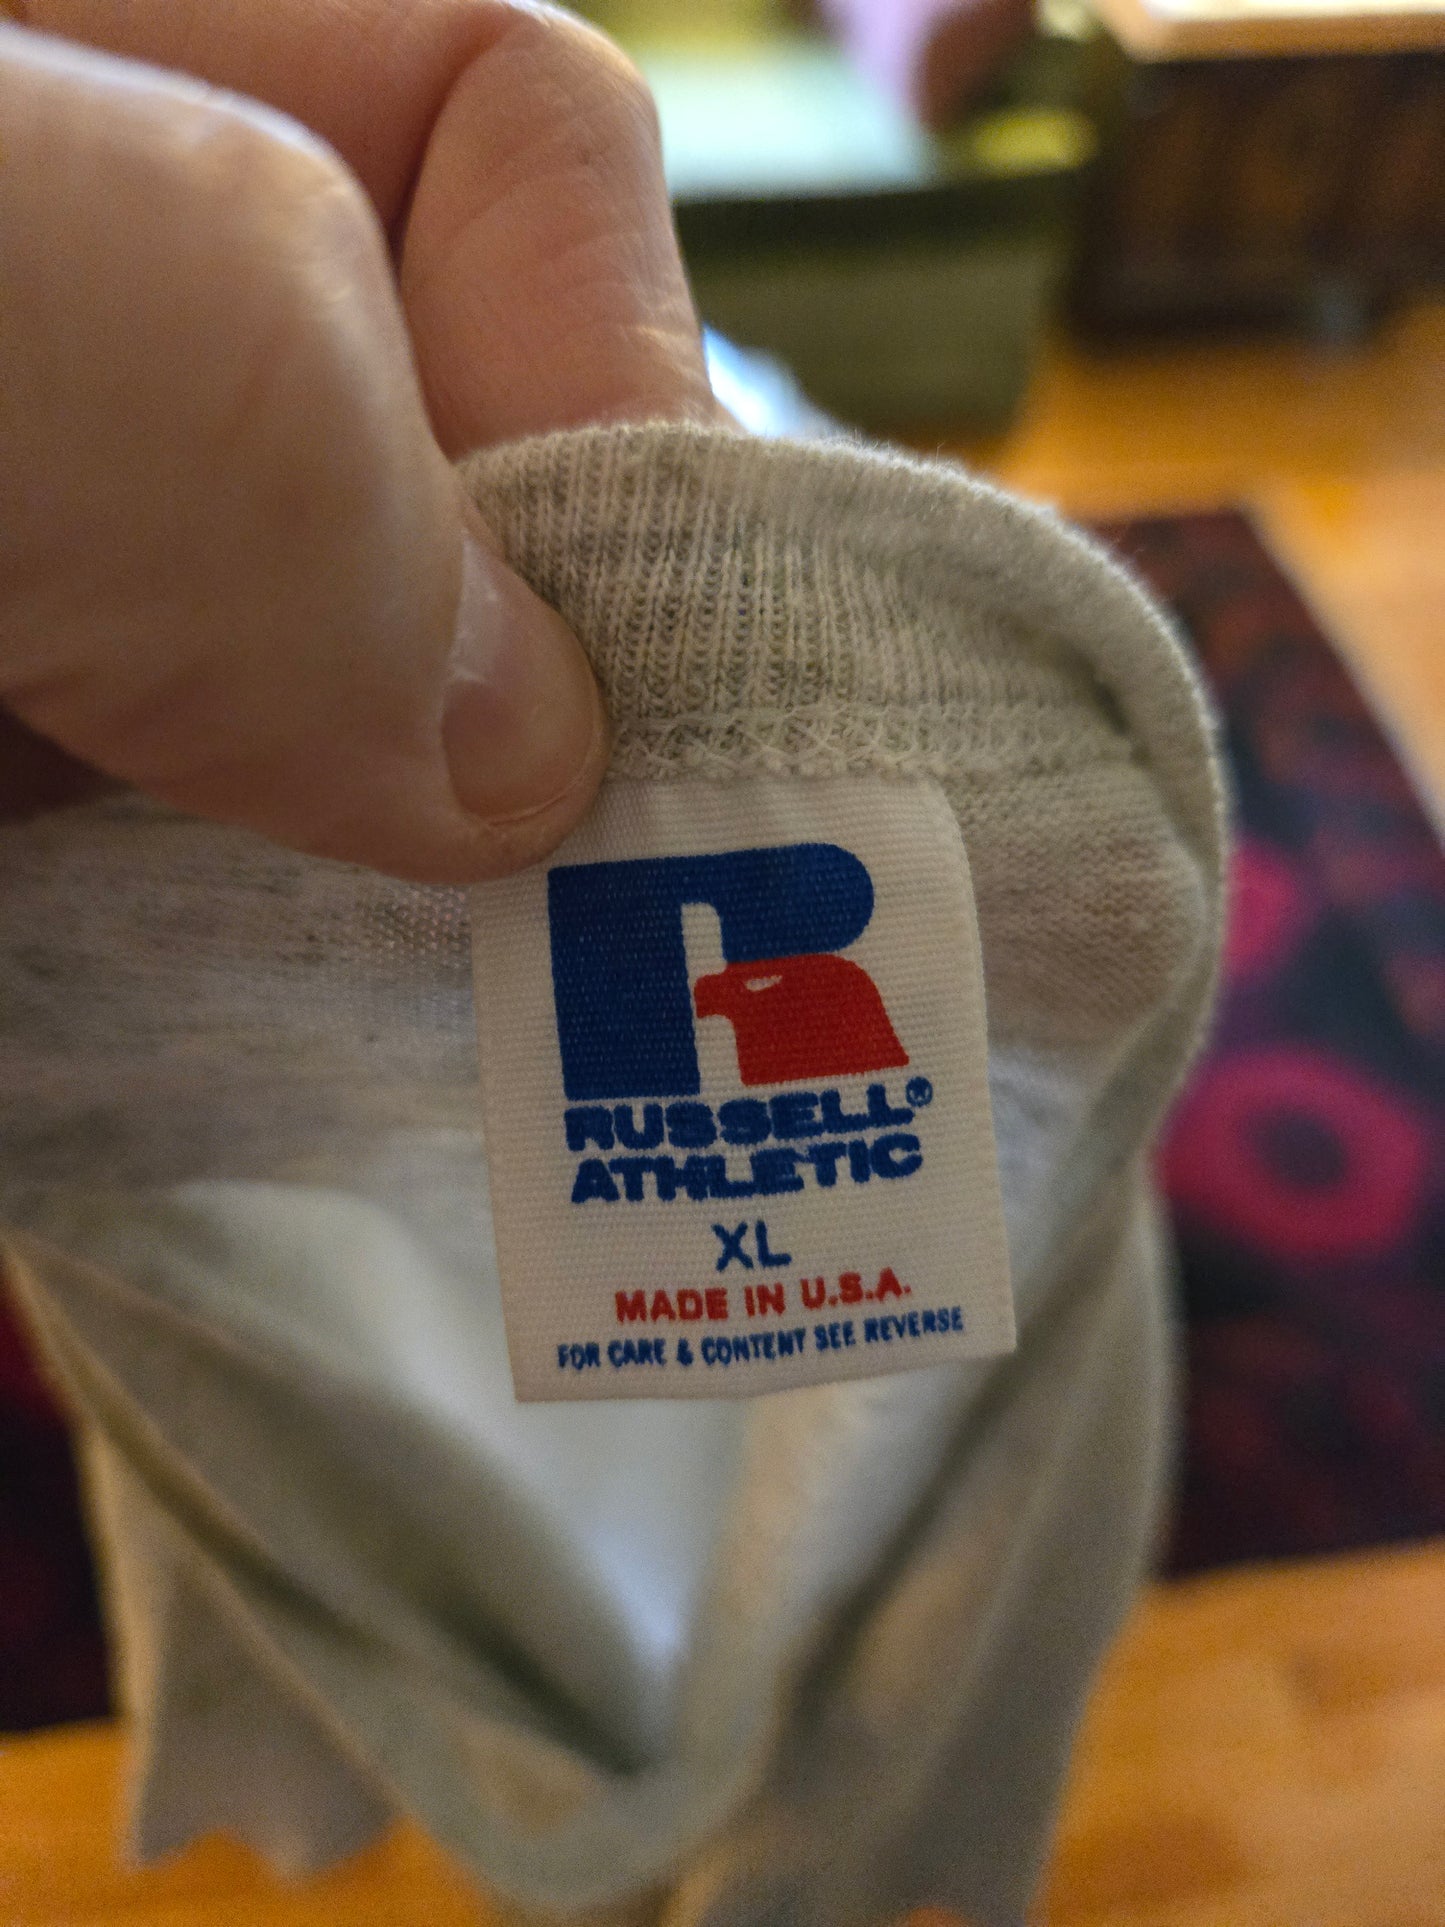 R
RUSSELL®
ATHLETIC
XL
MADE IN U.S.A.
FOR CARE & CONTENT SEE REVERSE